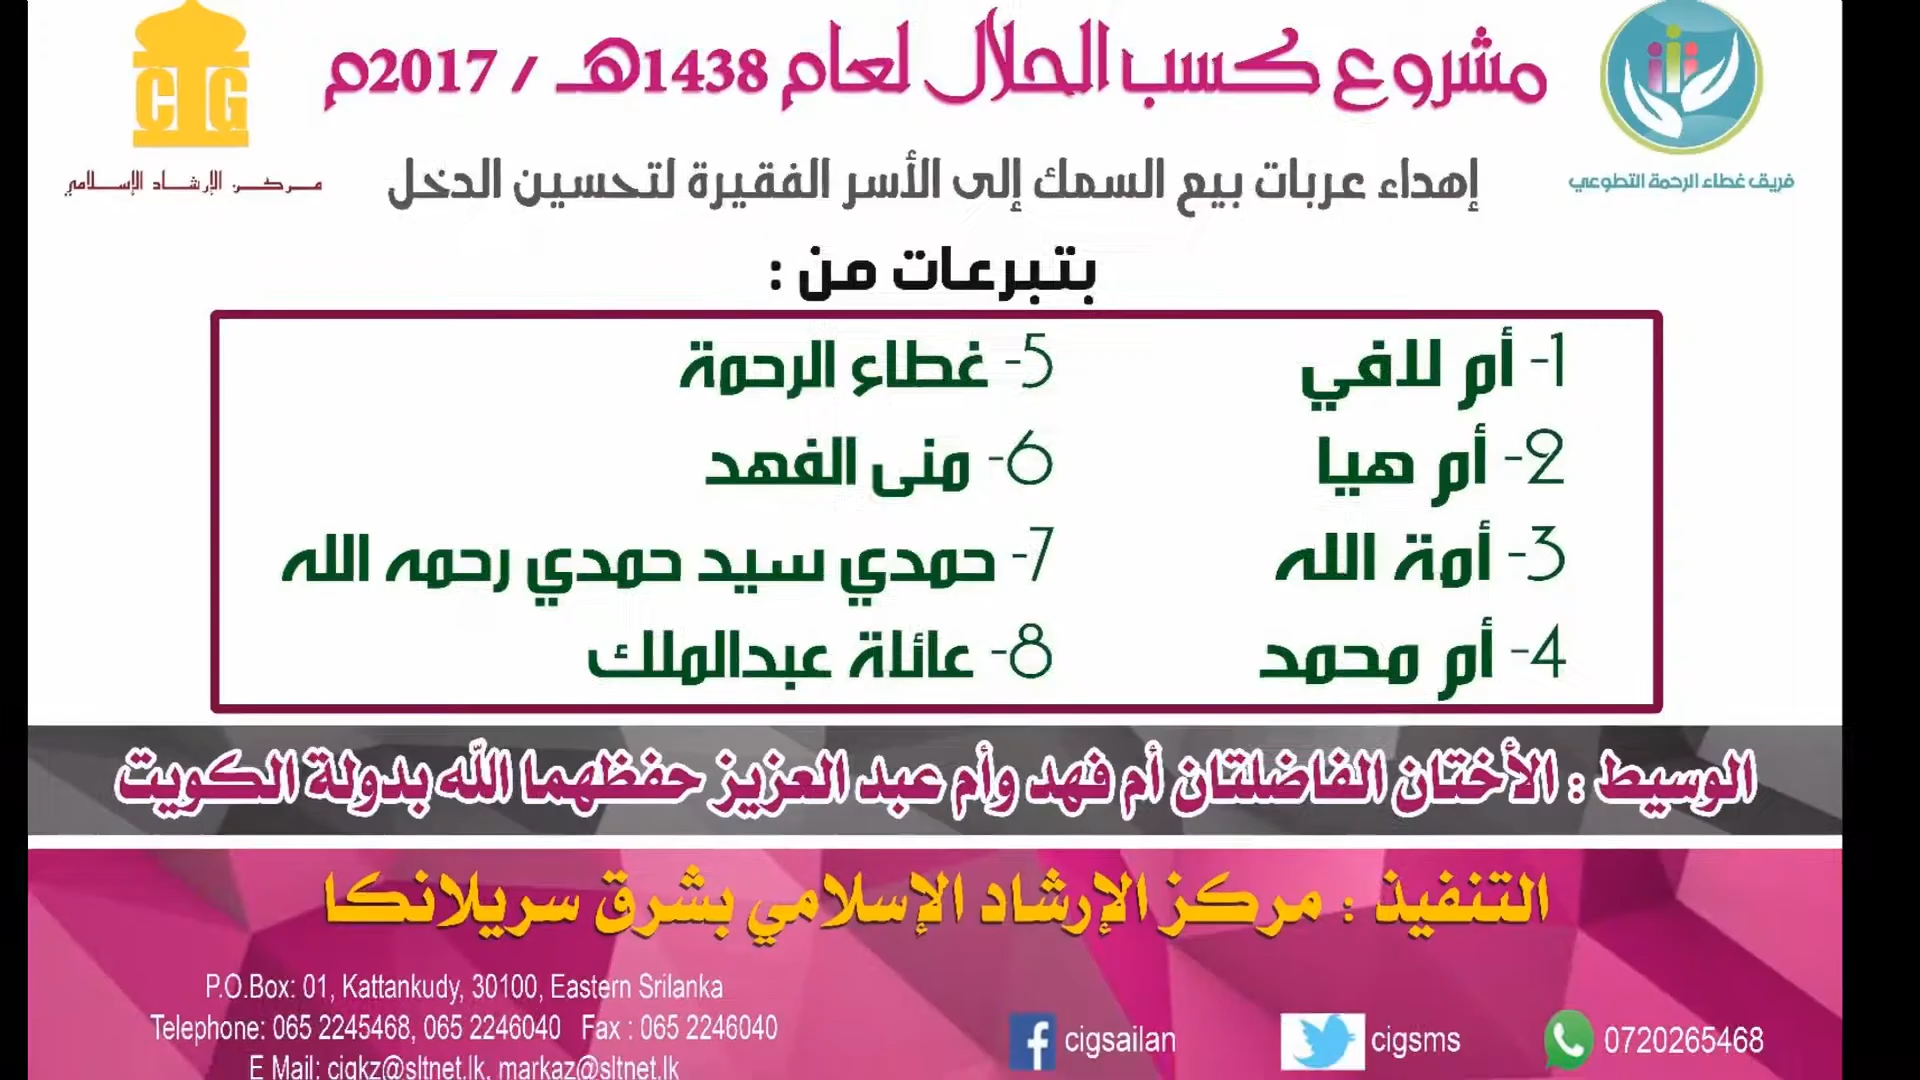 مشروع كسب الحلال لعام 1438هـ / 2017م
CIG
مركز الإرشاد الإسلامي
فريق غطاء الرحمة التطوعي
إهداء عربات بيع السمك إلى الأسر الفقيرة لتحسين الدخل
بتبرعات من :
1- أم للافي
2- أم هيا
3- أمة الله
4- أم محمد
5- غطاء الرحمة
6- منى الفهد
7- حمدي سيد حمدي رحمه الله
8- عائلة عبدالملك
الوسيط : الأختان الفاضلتان أم فهد وأم عبد العزيز حفظهما الله بدولة الكويت
التنفيذ : مركز الإرشاد الإسلامي بشرق سريلانكا
P.O.Box: 01, Kattankudy, 30100, Eastern Srilanka
Telephone: 065 2245468, 065 2246040 Fax : 065 2246040
E Mail: cigkz@sltnet.lk, markaz@sltnet.lk
cigsailan
cigsms
0720265468